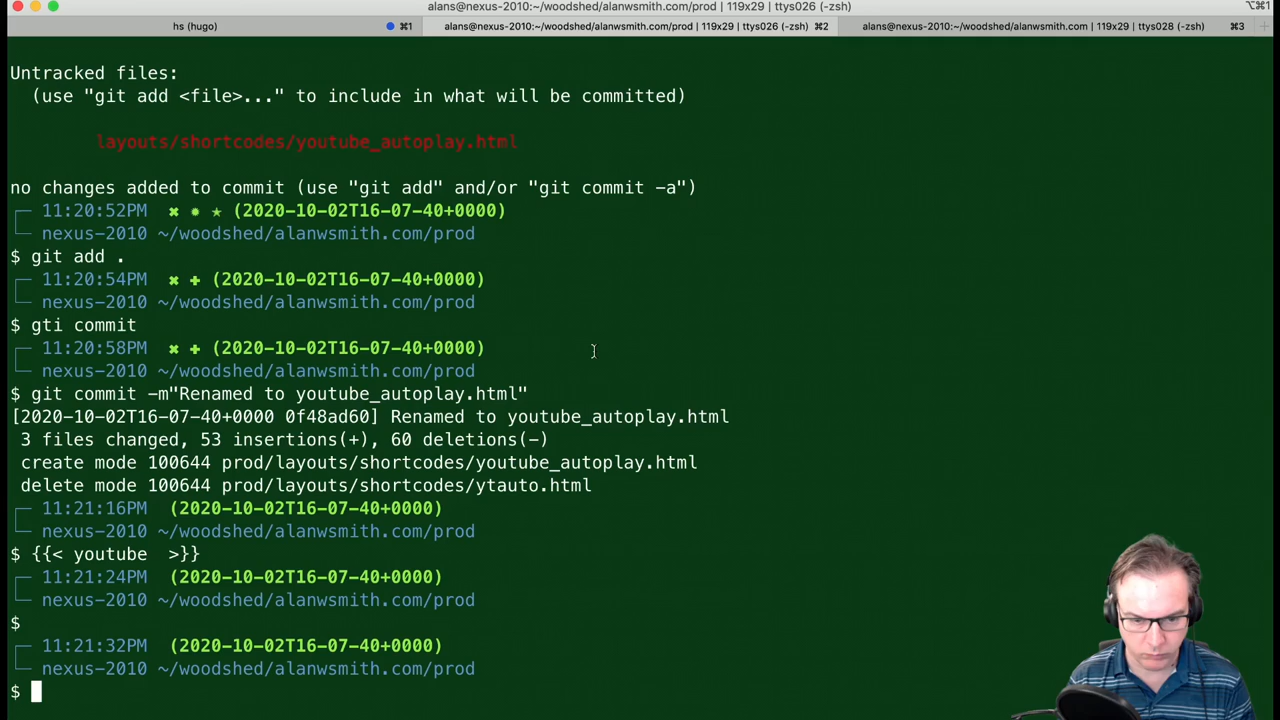 alans@nexus-2010:~/woodshed/alanwsmith.com/prod | 119x29 | ttys026 (-zsh)
⌥⌘1
hs (hugo)
⌘1
alans@nexus-2010:~/woodshed/alanwsmith.com/prod | 119x29 | ttys026 (-zsh)
⌘2
alans@nexus-2010:~/woodshed/alanwsmith.com | 119x29 | ttys028 (-zsh)
⌘3
Untracked files:
(use "git add <file>..." to include in what will be committed)
layouts/shortcodes/youtube_autoplay.html
no changes added to commit (use "git add" and/or "git commit -a")
11:20:52PM ✖ ✹ ★ (2020-10-02T16-07-40+0000)
nexus-2010 ~/woodshed/alanwsmith.com/prod
$ git add .
11:20:54PM ✖ ✚ (2020-10-02T16-07-40+0000)
nexus-2010 ~/woodshed/alanwsmith.com/prod
$ gti commit
11:20:58PM ✖ ✚ (2020-10-02T16-07-40+0000)
nexus-2010 ~/woodshed/alanwsmith.com/prod
$ git commit -m"Renamed to youtube_autoplay.html"
[2020-10-02T16-07-40+0000 0f48ad60] Renamed to youtube_autoplay.html
3 files changed, 53 insertions(+), 60 deletions(-)
create mode 100644 prod/layouts/shortcodes/youtube_autoplay.html
delete mode 100644 prod/layouts/shortcodes/ytauto.html
11:21:16PM (2020-10-02T16-07-40+0000)
nexus-2010 ~/woodshed/alanwsmith.com/prod
$ {{< youtube  >}}
11:21:24PM (2020-10-02T16-07-40+0000)
nexus-2010 ~/woodshed/alanwsmith.com/prod
$
11:21:32PM (2020-10-02T16-07-40+0000)
nexus-2010 ~/woodshed/alanwsmith.com/prod
$